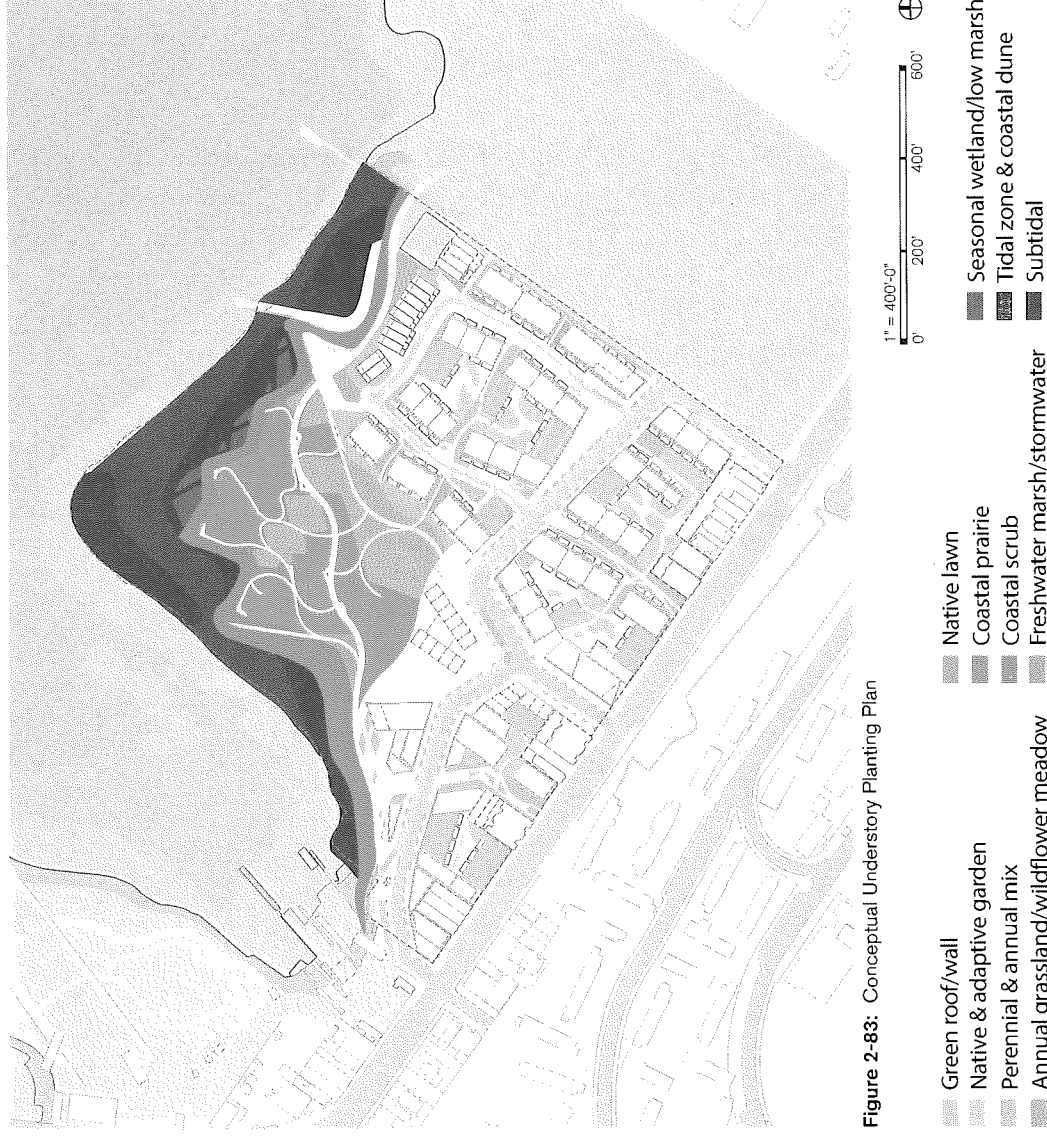 1" = 400'-0"
0' 200' 400' 600'
Figure 2-83: Conceptual Understory Planting Plan
Green roof/wall
Native & adaptive garden
Perennial & annual mix
Annual grassland/wildflower meadow
Native lawn
Coastal prairie
Coastal scrub
Freshwater marsh/stormwater
Seasonal wetland/low marsh
Tidal zone & coastal dune
Subtidal